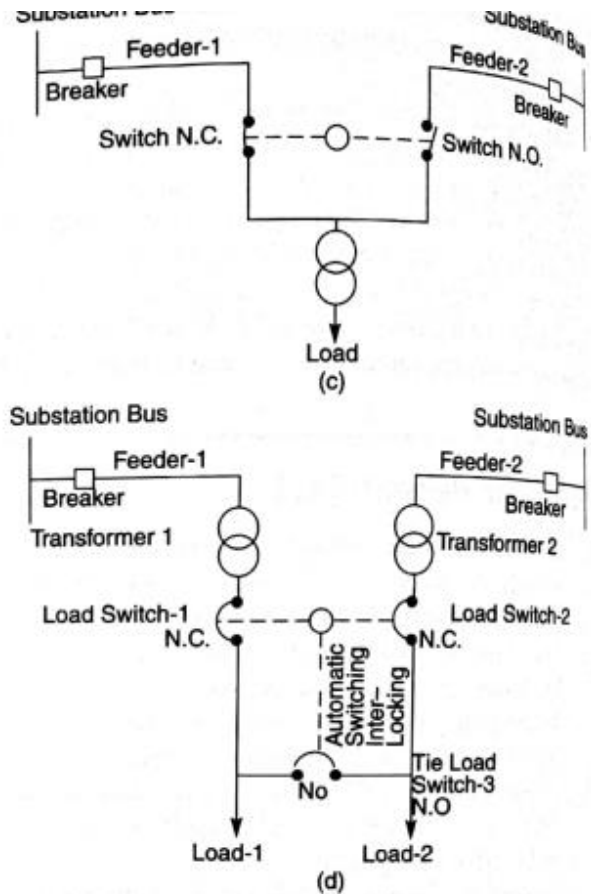 Substation Bus
Substation Bus
Feeder-1
Feeder-2
Breaker
Breaker
Switch N.C.
Switch N.O.
Load
(c)
Substation Bus
Substation Bus
Feeder-1
Feeder-2
Breaker
Breaker
Transformer 1
Transformer 2
Load Switch-1
N.C.
Load Switch-2
N.C.
Automatic
Switching
Inter-
Locking
No
Tie Load
Switch-3
N.O
Load-1
Load-2
(d)